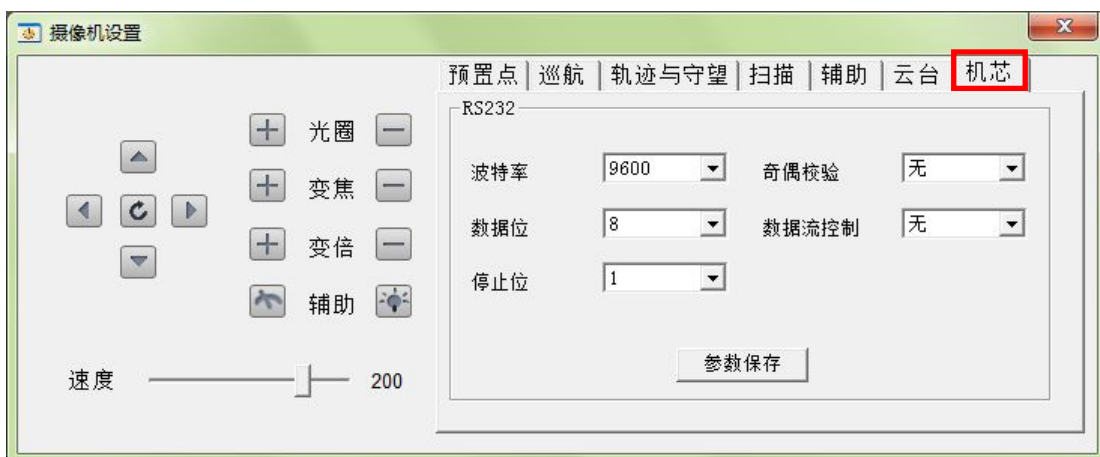 摄像机设置
预置点 巡航 轨迹与守望 扫描 辅助 云台 机芯
RS232
光圈
变焦
变倍
辅助
速度 200
波特率 9600 奇偶校验 无
数据位 8 数据流控制 无
停止位 1
参数保存